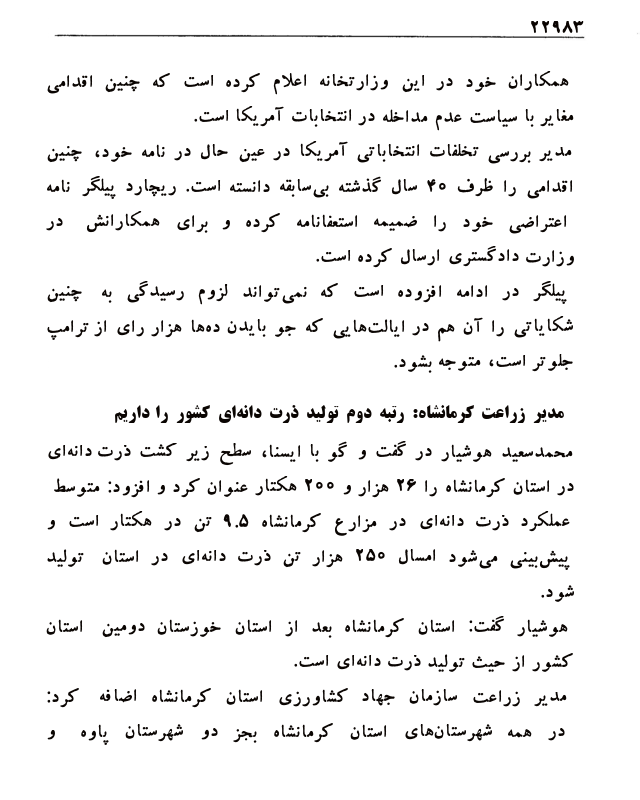 ۲۲۹۸۳
همکاران خود در این وزارتخانه اعلام کرده است که چنین اقدامی
مغایر با سیاست عدم مداخله در انتخابات آمریکا است.
مدیر بررسی تخلفات انتخاباتی آمریکا در عین حال در نامه خود، چنین
اقدامی را ظرف ۴۰ سال گذشته بی‌سابقه دانسته است. ریچارد پیلگر نامه
اعتراضی خود را ضمیمه استعفانامه کرده و برای همکارانش در
وزارت دادگستری ارسال کرده است.
پیلگر در ادامه افزوده است که نمی‌تواند لزوم رسیدگی به چنین
شکایاتی را آن هم در ایالت‌هایی که جو بایدن ده‌ها هزار رای از ترامپ
جلوتر است، متوجه بشود.
مدیر زراعت کرمانشاه: رتبه دوم تولید ذرت دانه‌ای کشور را داریم
محمدسعید هوشیار در گفت و گو با ایسنا، سطح زیر کشت ذرت دانه‌ای
در استان کرمانشاه را ۲۶ هزار و ۲۰۰ هکتار عنوان کرد و افزود: متوسط
عملکرد ذرت دانه‌ای در مزارع کرمانشاه ۹.۵ تن در هکتار است و
پیش‌بینی می‌شود امسال ۲۵۰ هزار تن ذرت دانه‌ای در استان تولید
شود.
هوشیار گفت: استان کرمانشاه بعد از استان خوزستان دومین استان
کشور از حیث تولید ذرت دانه‌ای است.
مدیر زراعت سازمان جهاد کشاورزی استان کرمانشاه اضافه کرد:
در همه شهرستان‌های استان کرمانشاه بجز دو شهرستان پاوه و